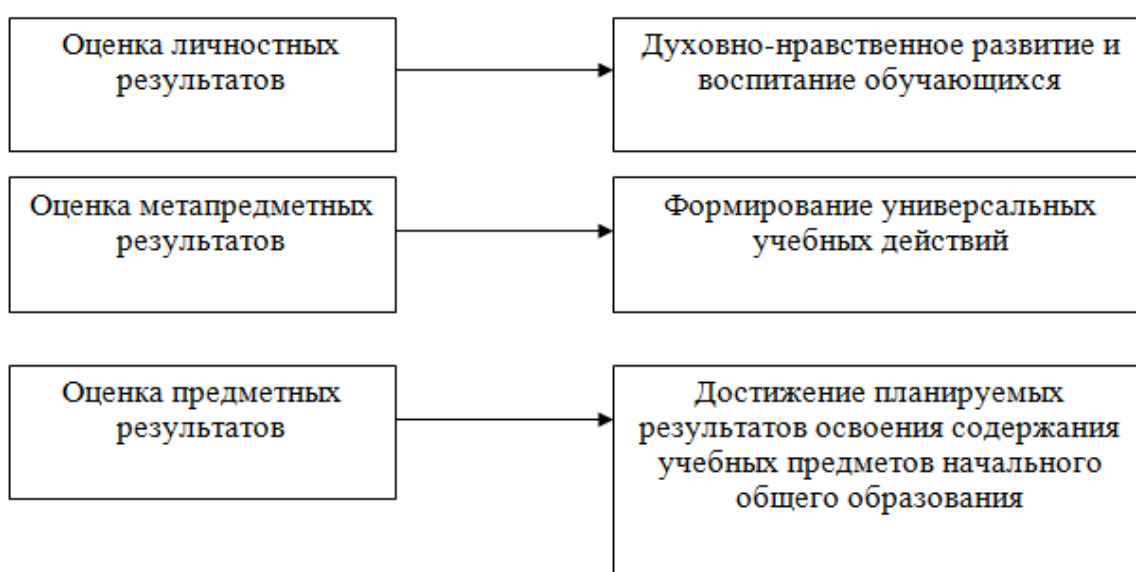 Оценка личностных
результатов
Духовно-нравственное развитие и
воспитание обучающихся
Оценка метапредметных
результатов
Формирование универсальных
учебных действий
Оценка предметных
результатов
Достижение планируемых
результатов освоения содержания
учебных предметов начального
общего образования